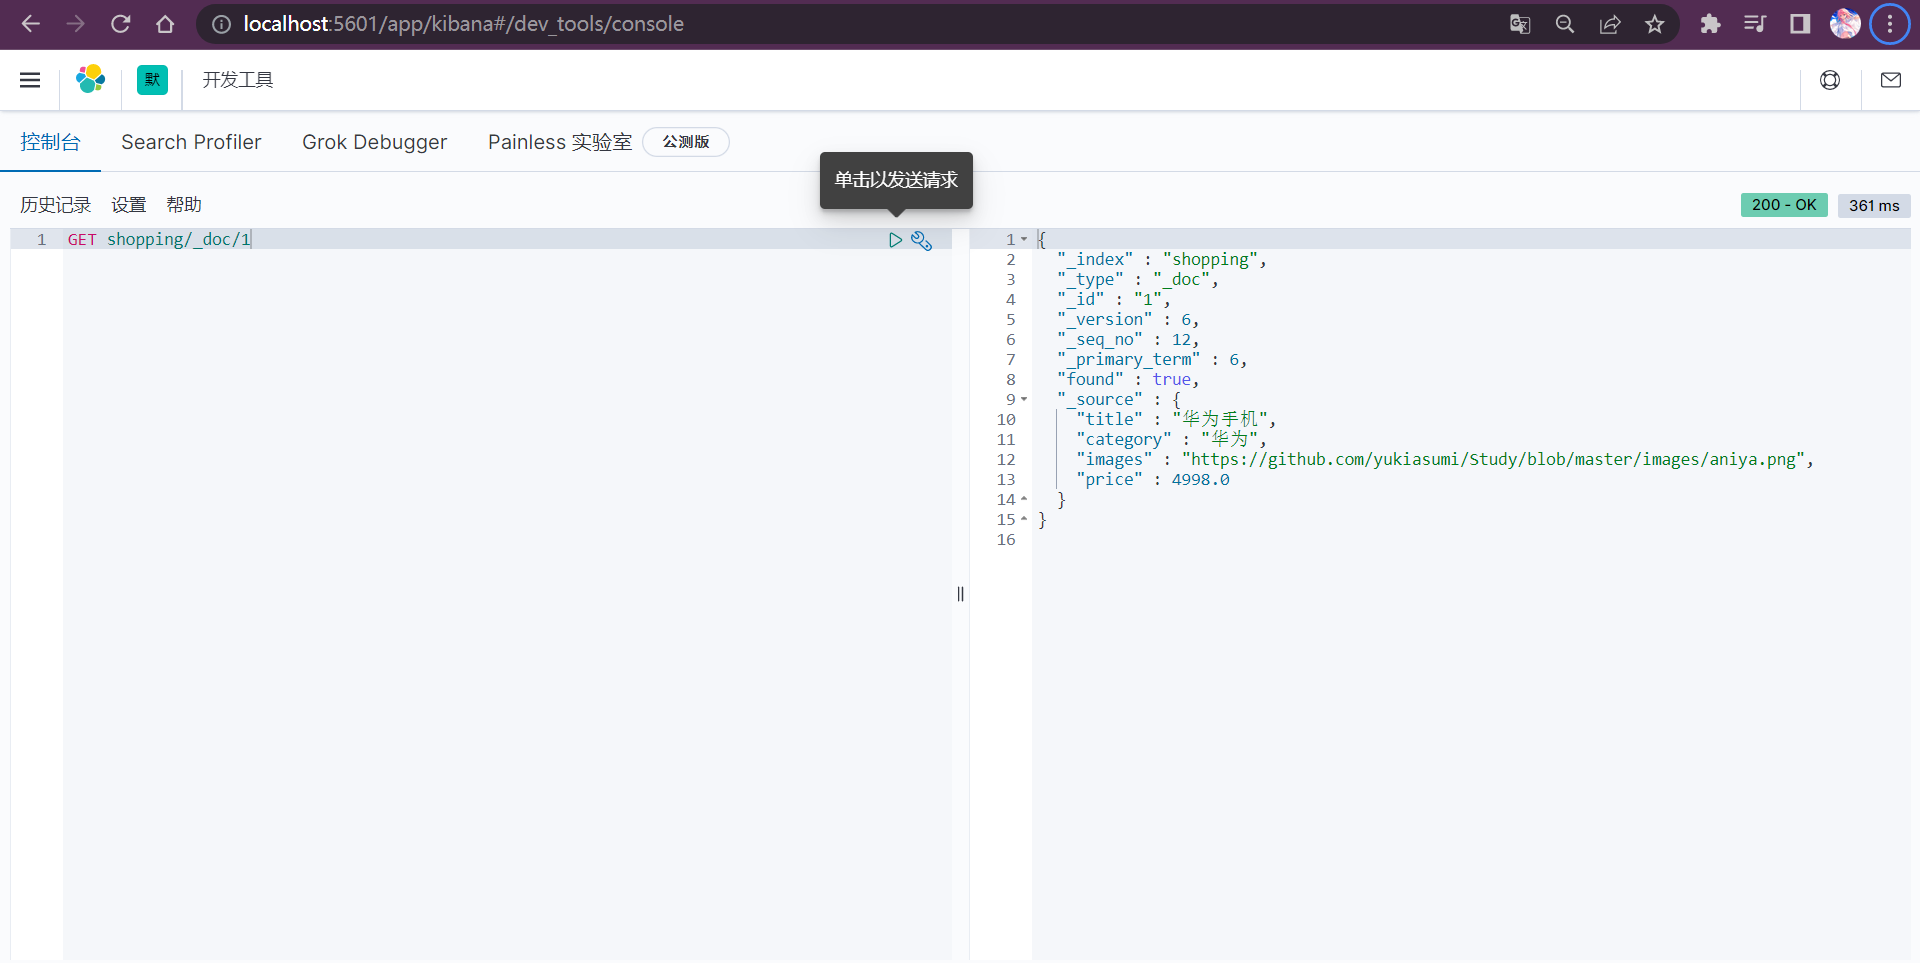 localhost:5601/app/kibana#/dev_tools/console
默 开发工具
控制台 Search Profiler Grok Debugger Painless 实验室 公测版
单击以发送请求
历史记录 设置 帮助
200 - OK 361 ms
1 GET shopping/_doc/1
1 {
2 "_index" : "shopping",
3 "_type" : "_doc",
4 "_id" : "1",
5 "_version" : 6,
6 "_seq_no" : 12,
7 "_primary_term" : 6,
8 "found" : true,
9 "_source" : {
10 "title" : "华为手机",
11 "category" : "华为",
12 "images" : "https://github.com/yukiasumi/Study/blob/master/images/aniya.png",
13 "price" : 4998.0
14 }
15 }
16